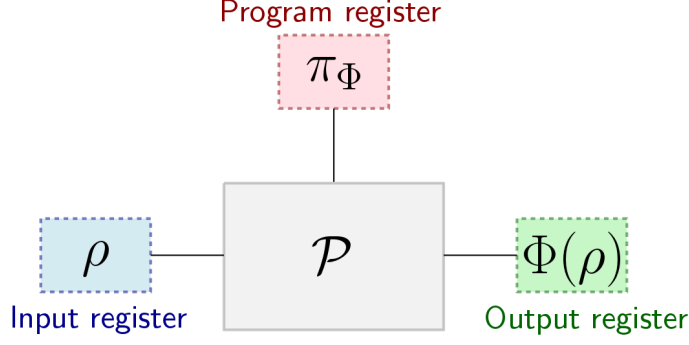 Program register
π_Φ
ρ
𝒫
Φ(ρ)
Input register
Output register